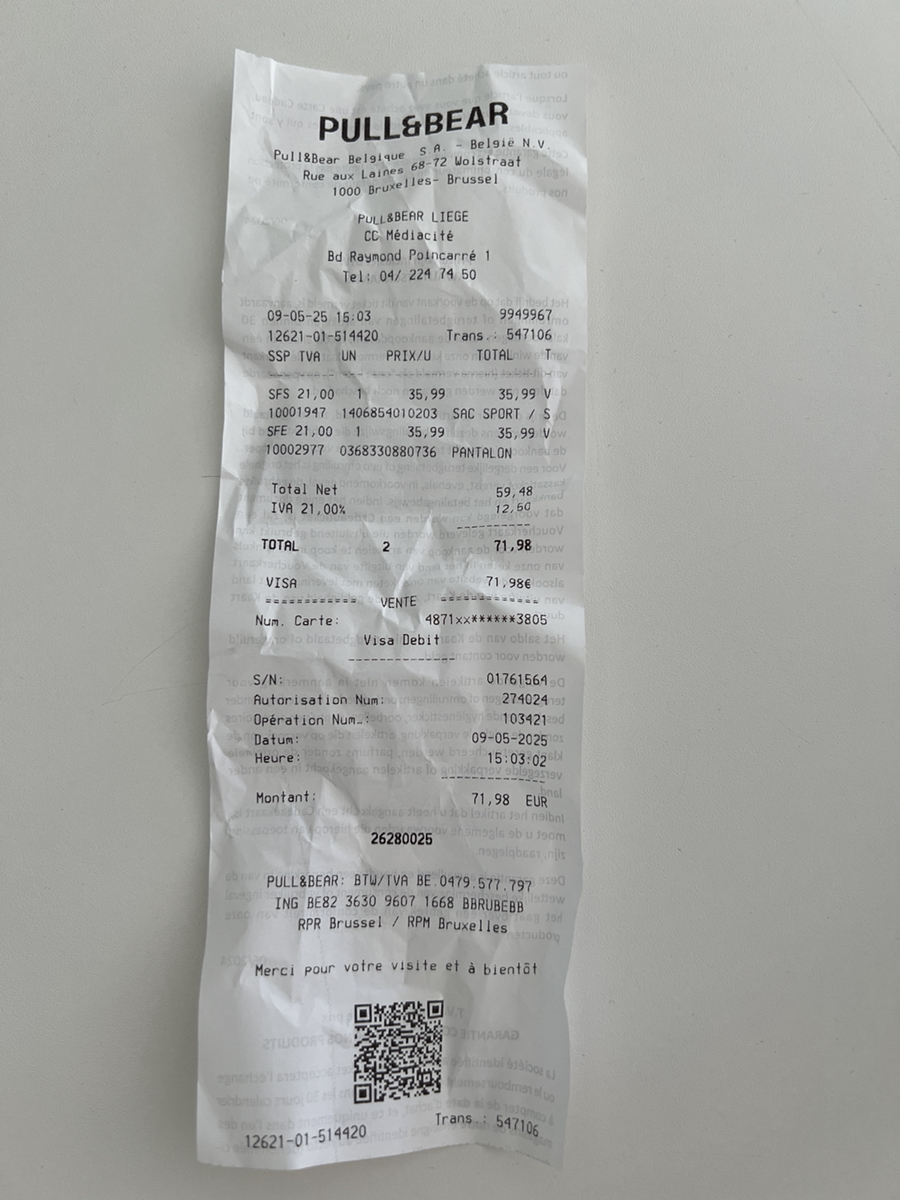 PULL&BEAR
Pull&Bear Belgique S.A. - België N.V.
Rue aux Laines 68-72 Wolstraat
1000 Bruxelles- Brussel
PULL&BEAR LIEGE
CC Médiacité
Bd Raymond Poincarré 1
Tel: 04/ 224 74 50
09-05-25 15:03 9949967
12621-01-514420 Trans.: 547106
SSP TVA UN PRIX/U TOTAL T
SFS 21,00 1 35,99 35,99 V
10001947 1406854010203 SAC SPORT / S
SFE 21,00 1 35,99 35,99 V
10002977 0368330880736 PANTALON
Total Net 59,48
IVA 21,00% 12,50
TOTAL 2 71,98
VISA 71,98€
============ VENTE =============
Num. Carte: 4871xx******3805
Visa Debit
S/N: 01761564
Autorisation Num: 274024
Opération Num.: 103421
Datum: 09-05-2025
Heure: 15:03:02
Montant: 71,98 EUR
26280025
PULL&BEAR: BTW/TVA BE.0479.577.797
ING BE82 3630 9607 1668 BBRUBEBB
RPR Brussel / RPM Bruxelles
Merci pour votre visite et à bientôt
12621-01-514420 Trans.: 547106